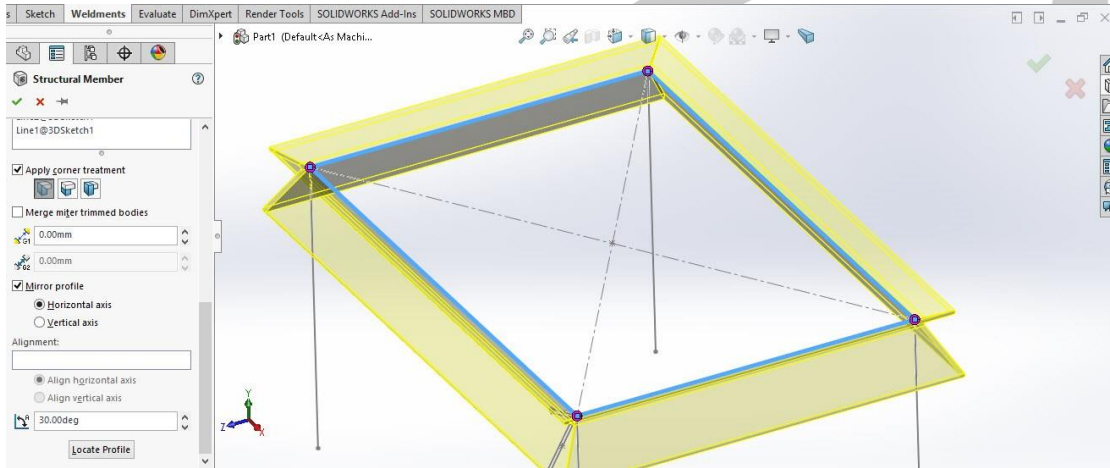 s Sketch Weldments Evaluate DimXpert Render Tools SOLIDWORKS Add-Ins SOLIDWORKS MBD
Part1 (Default<As Machi...
Structural Member
Line1@3DSketch1
Apply corner treatment
Merge miter trimmed bodies
G1 0.00mm
G2 0.00mm
Mirror profile
Horizontal axis
Vertical axis
Alignment:
Align horizontal axis
Align vertical axis
30.00deg
Locate Profile
Y
Z
X